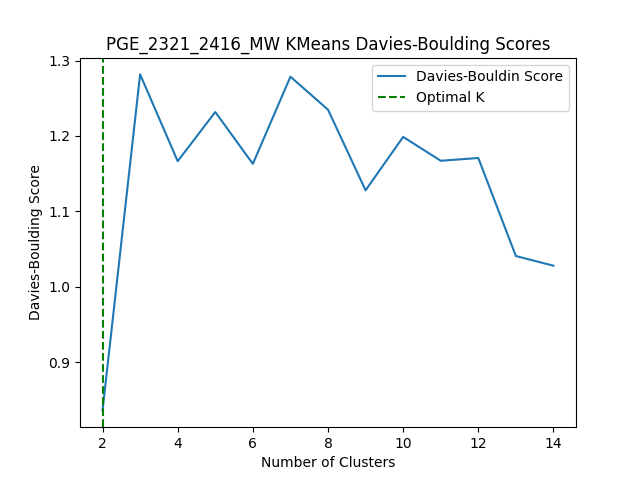 PGE_2321_2416_MW KMeans Davies-Boulding Scores
Davies-Bouldin Score
Optimal K
Davies-Boulding Score
1.3
1.2
1.1
1.0
0.9
2 4 6 8 10 12 14
Number of Clusters